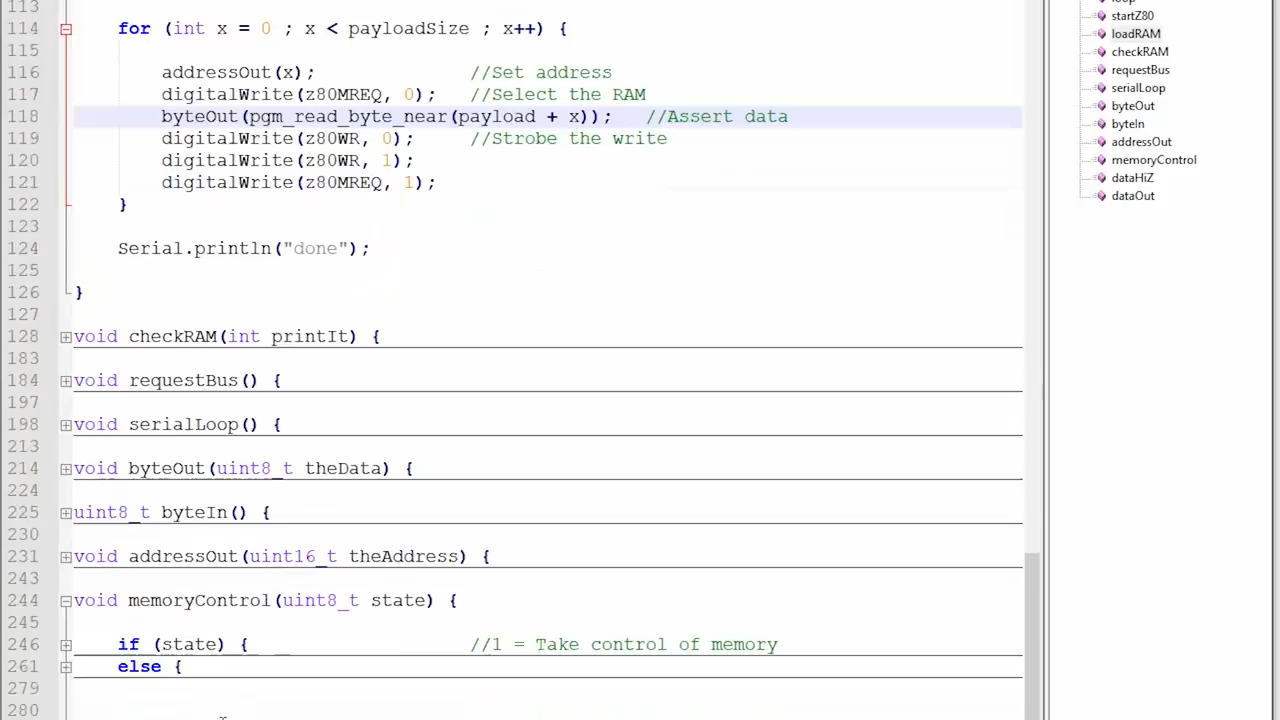 113
114 for (int x = 0 ; x < payloadSize ; x++) {
115
116 addressOut(x); //Set address
117 digitalWrite(z80MREQ, 0); //Select the RAM
118 byteOut(pgm_read_byte_near(payload + x)); //Assert data
119 digitalWrite(z80WR, 0); //Strobe the write
120 digitalWrite(z80WR, 1);
121 digitalWrite(z80MREQ, 1);
122 }
123
124 Serial.println("done");
125
126 }
127
128 void checkRAM(int printIt) {
183
184 void requestBus() {
197
198 void serialLoop() {
213
214 void byteOut(uint8_t theData) {
224
225 uint8_t byteIn() {
230
231 void addressOut(uint16_t theAddress) {
243
244 void memoryControl(uint8_t state) {
245
246 if (state) { //1 = Take control of memory
261 else {
279
280
loop
startZ80
loadRAM
checkRAM
requestBus
serialLoop
byteOut
byteIn
addressOut
memoryControl
dataHiZ
dataOut